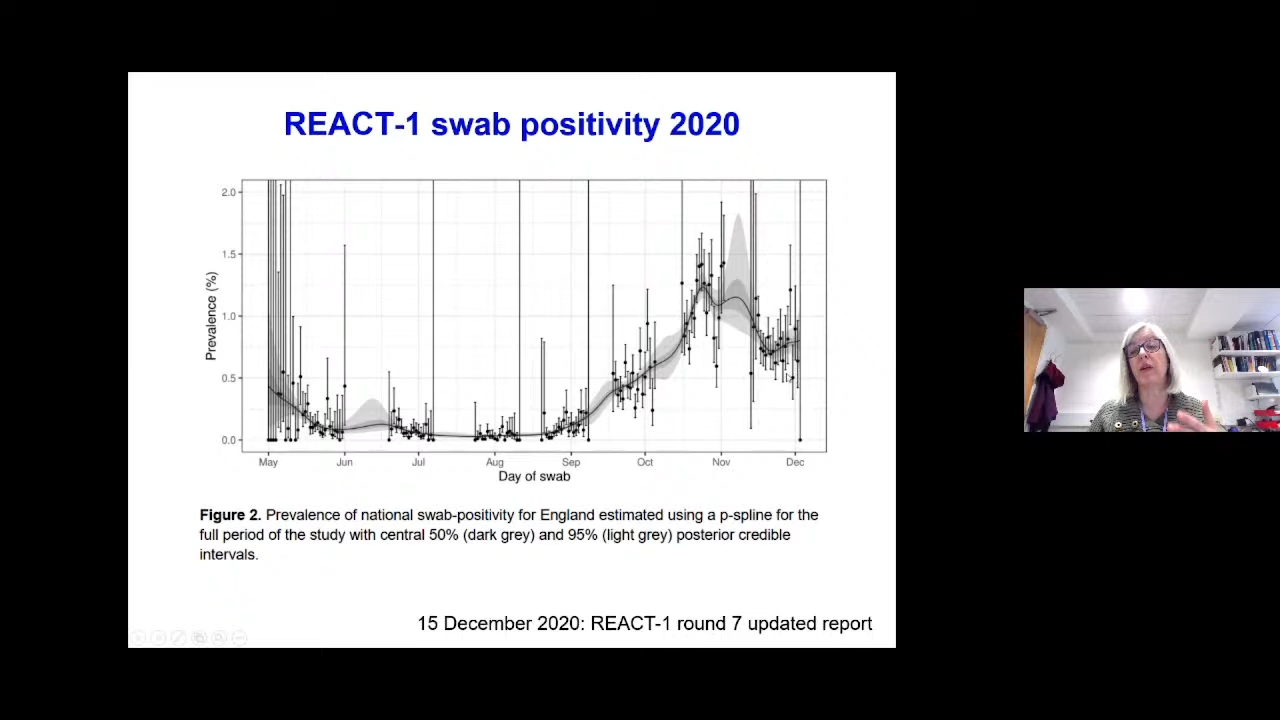 REACT-1 swab positivity 2020
2.0
1.5
1.0
0.5
0.0
Prevalence (%)
May Jun Jul Aug Sep Oct Nov Dec
Day of swab
Figure 2. Prevalence of national swab-positivity for England estimated using a p-spline for the
full period of the study with central 50% (dark grey) and 95% (light grey) posterior credible
intervals.
15 December 2020: REACT-1 round 7 updated report